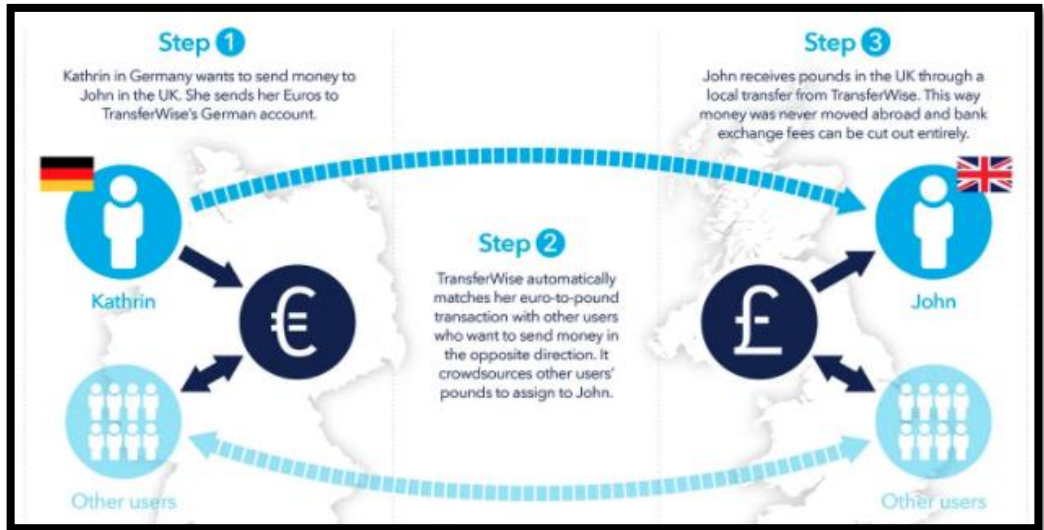 Step 1
Kathrin in Germany wants to send money to
John in the UK. She sends her Euros to
TransferWise's German account.
Kathrin
€
Other users
Step 2
TransferWise automatically
matches her euro-to-pound
transaction with other users
who want to send money in
the opposite direction. It
crowdsources other users'
pounds to assign to John.
Step 3
John receives pounds in the UK through a
local transfer from TransferWise. This way
money was never moved abroad and bank
exchange fees can be cut out entirely.
John
£
Other users